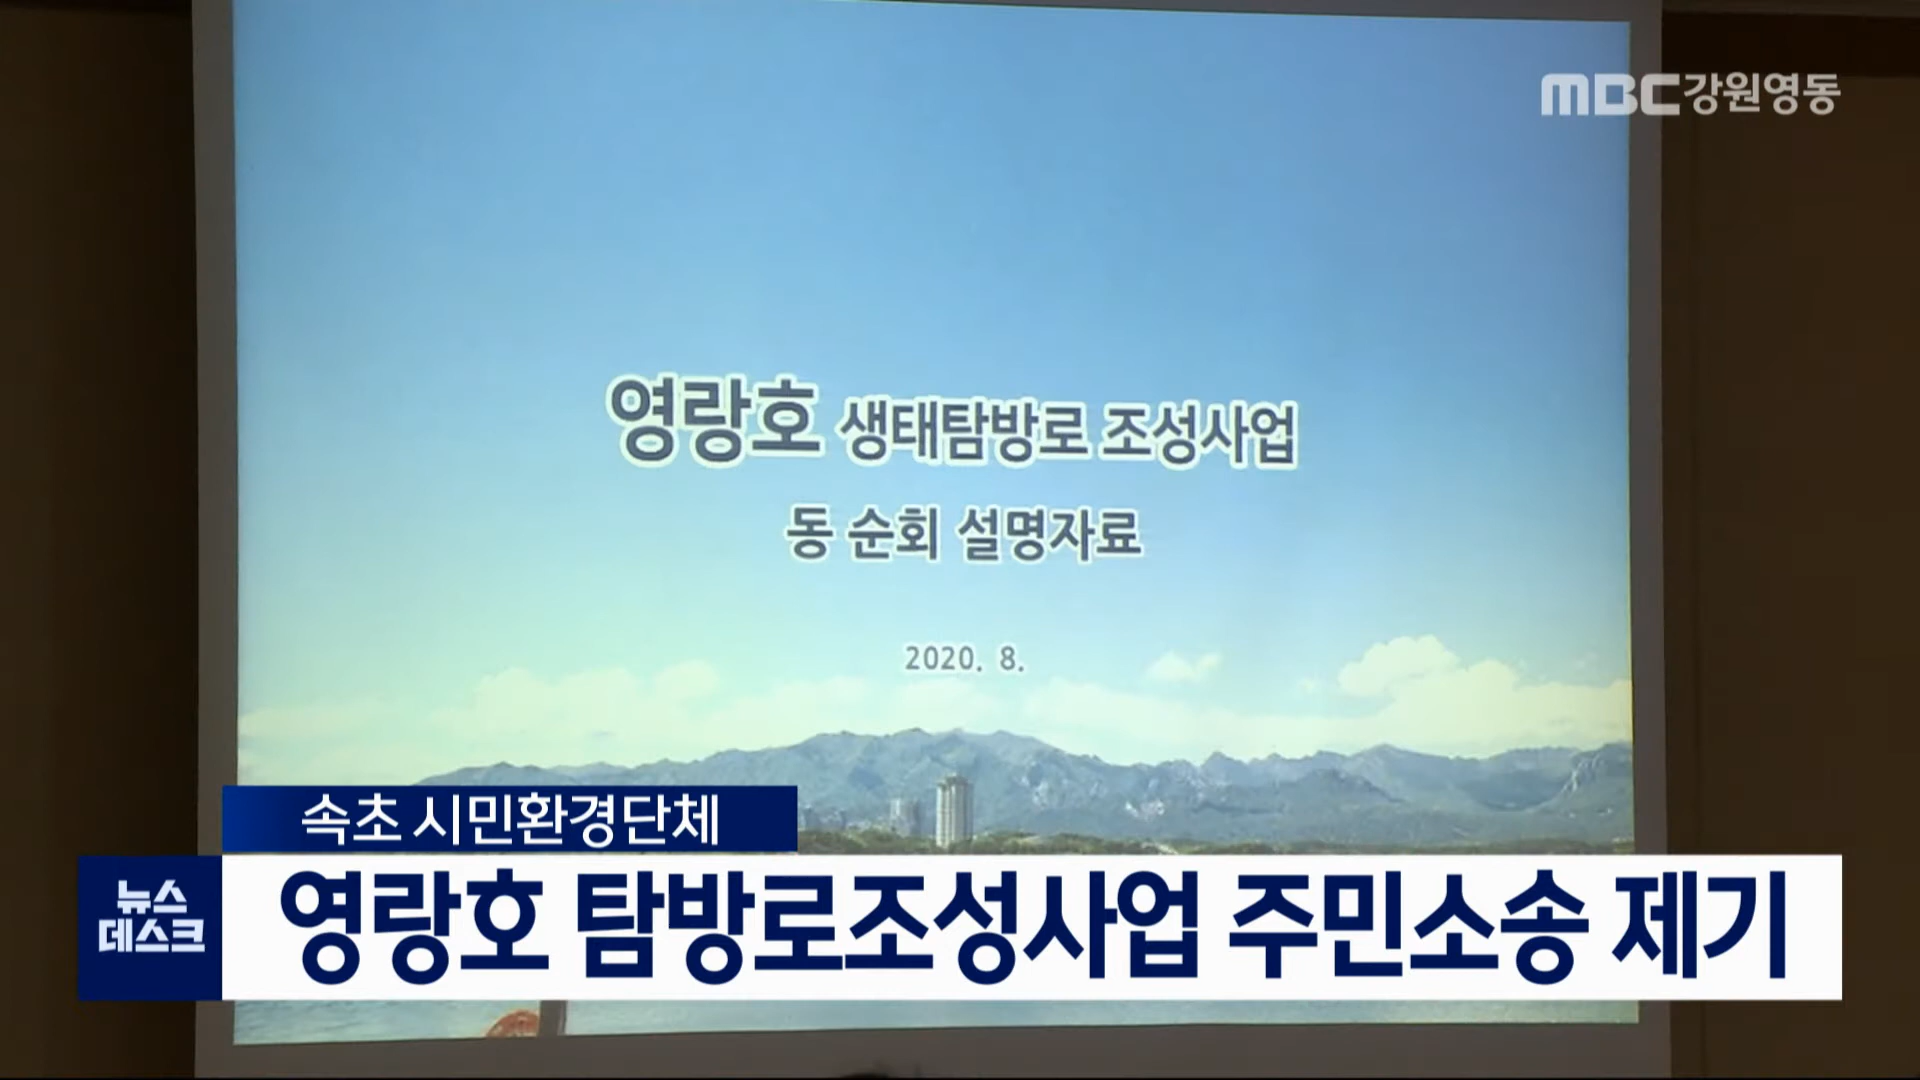 MBC강원영동
영랑호 생태탐방로 조성사업
동 순회 설명자료
2020. 8.
속초 시민환경단체
뉴스
데스크
영랑호 탐방로조성사업 주민소송 제기